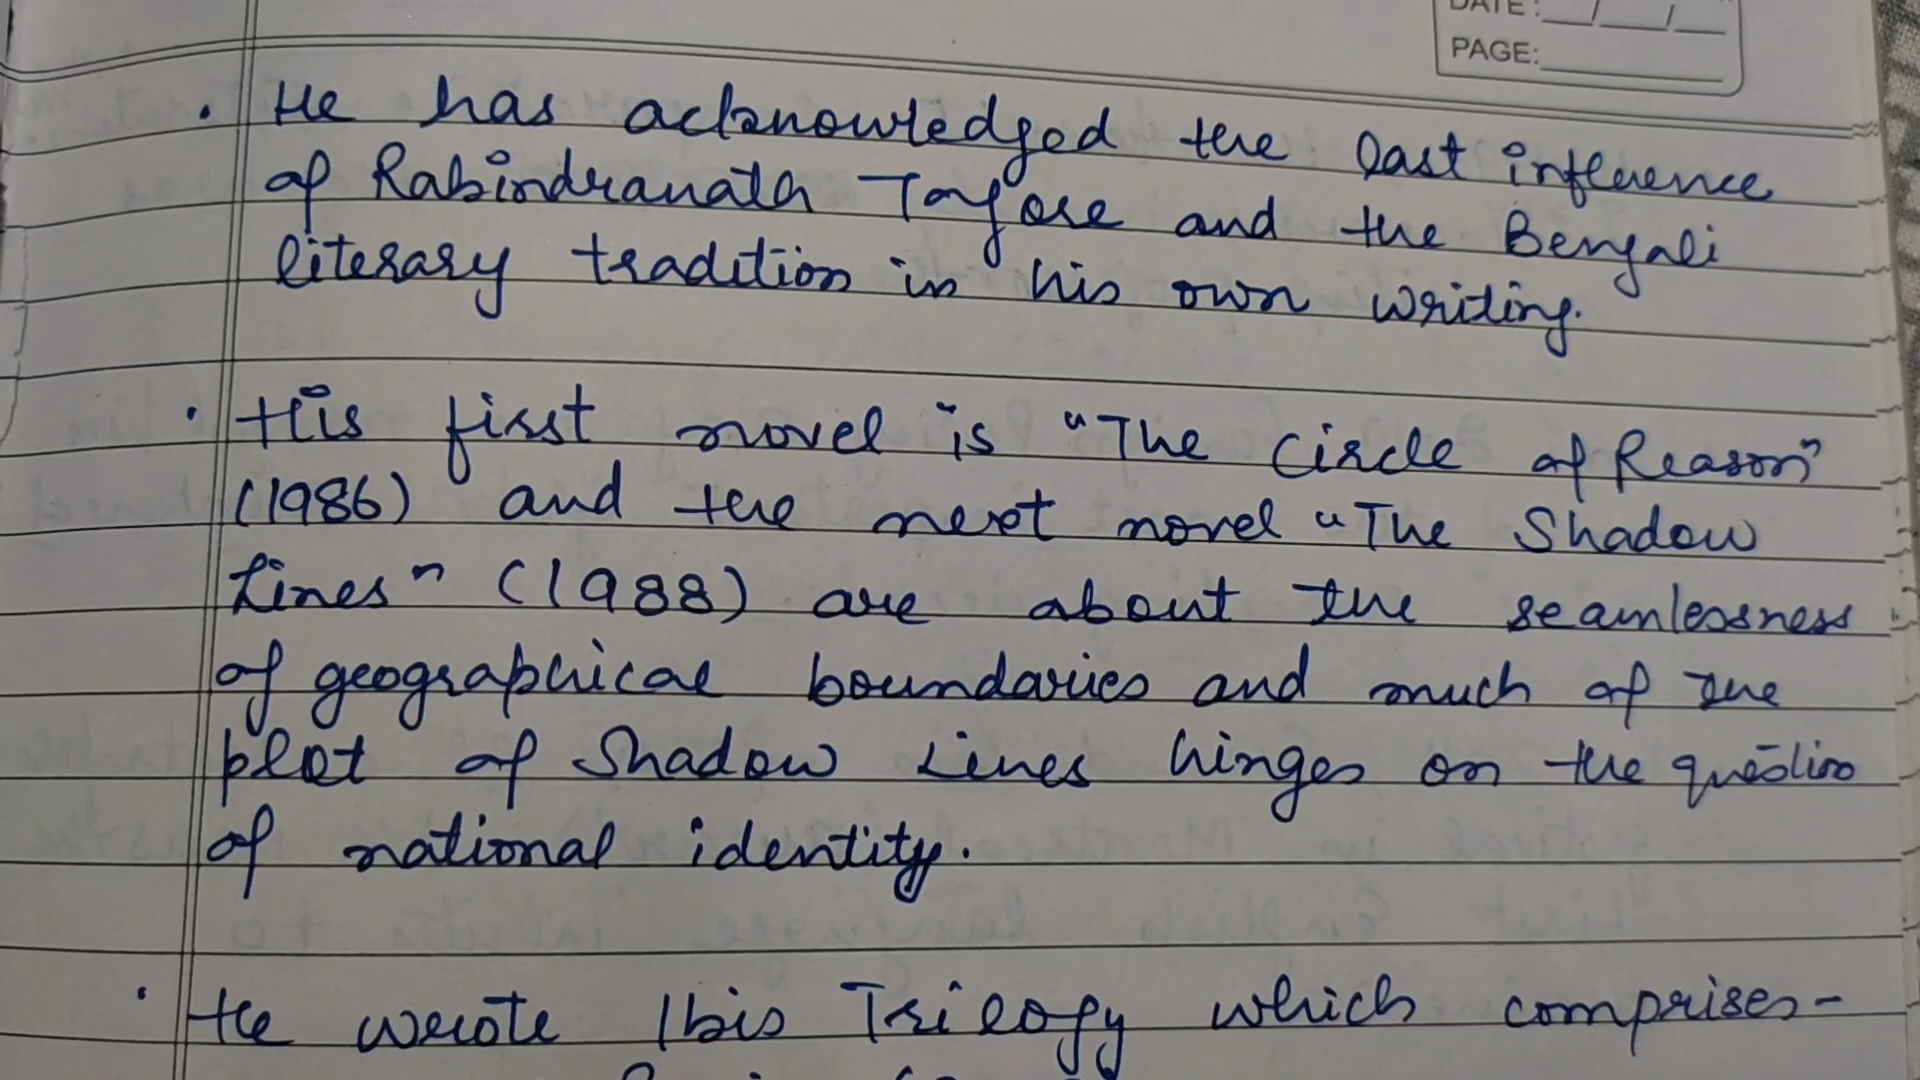 DATE: __/__/__
PAGE:
• He has acknowledged the last influence
of Rabindranath Tagore and the Bengali
literary tradition in his own writing.
• His first novel is "The Circle of Reason"
(1986) and the next novel "The Shadow
Lines" (1988) are about the seamlessness
of geographical boundaries and much of the
plot of Shadow Lines hinges on the question
of national identity.
• He wrote Ibis Trilogy which comprises-